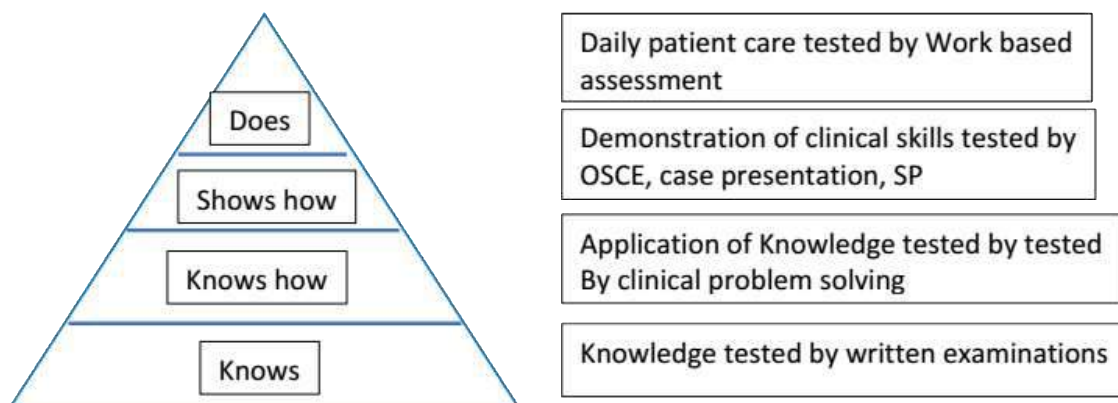 Does
Daily patient care tested by Work based
assessment
Shows how
Demonstration of clinical skills tested by
OSCE, case presentation, SP
Knows how
Application of Knowledge tested by tested
By clinical problem solving
Knows
Knowledge tested by written examinations